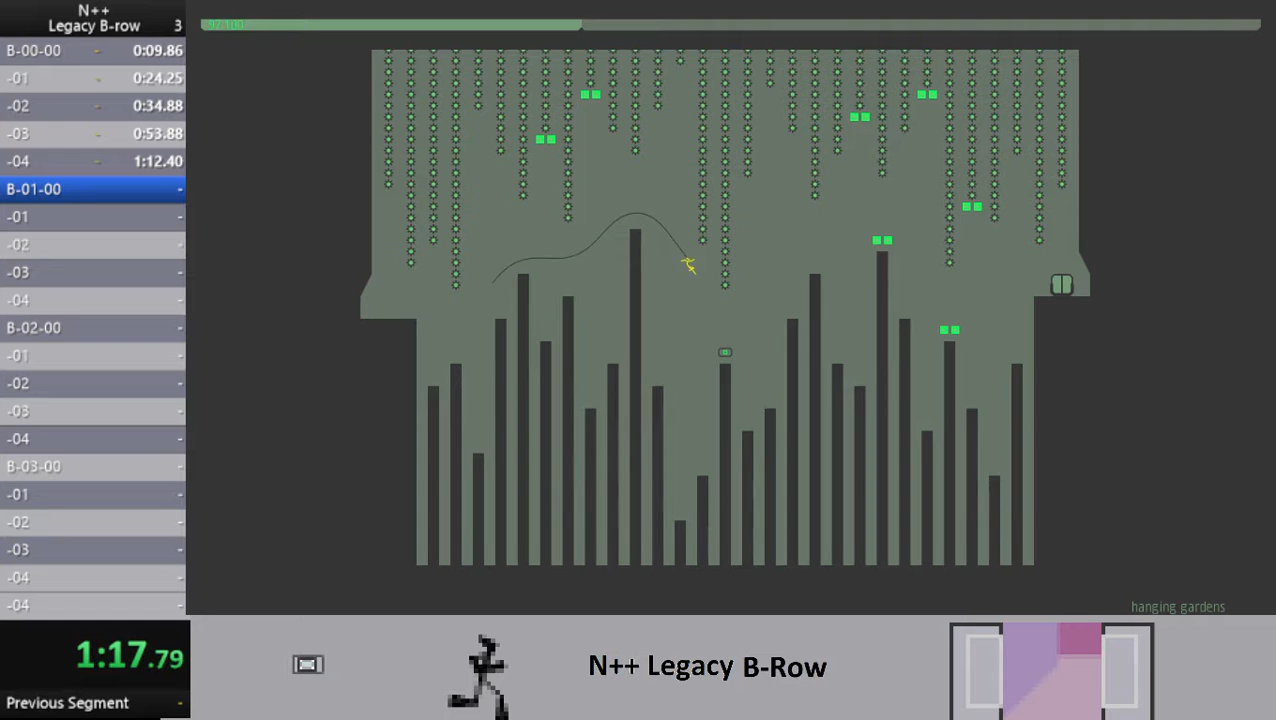 N++
Legacy B-row 3
B-00-00 - 0:09.86
-01 - 0:24.25
-02 - 0:34.88
-03 - 0:53.88
-04 - 1:12.40
B-01-00 -
-01 -
-02 -
-03 -
-04 -
B-02-00 -
-01 -
-02 -
-03 -
-04 -
B-03-00 -
-01 -
-02 -
-03 -
-04 -
-04 -
1:17.79
Previous Segment -
hanging gardens
N++ Legacy B-Row